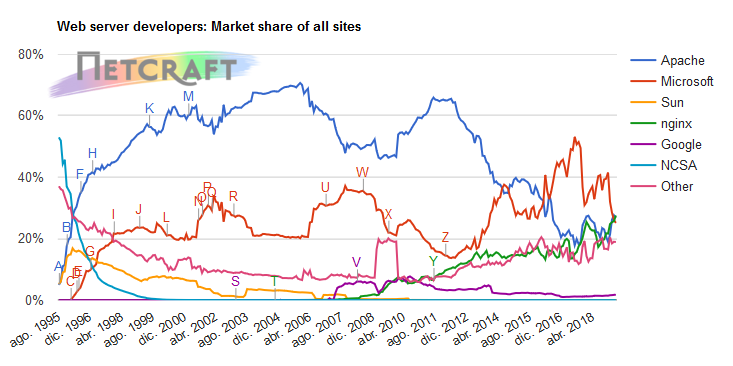 Web server developers: Market share of all sites
NETCRAFT
80%
60%
40%
20%
0%
A
B
C
D
E
F
G
H
I
J
K
L
M
N
O
P
Q
R
S
T
U
V
W
X
Y
Z
ago. 1995
dic. 1996
abr. 1998
ago. 1999
dic. 2000
abr. 2002
ago. 2003
dic. 2004
abr. 2006
ago. 2007
dic. 2008
abr. 2010
ago. 2011
dic. 2012
abr. 2014
ago. 2015
dic. 2016
abr. 2018
Apache
Microsoft
Sun
nginx
Google
NCSA
Other